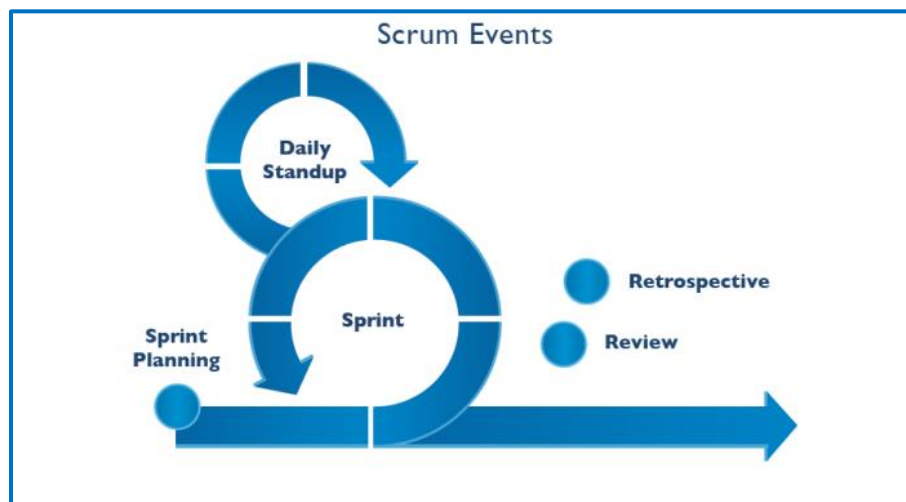 Scrum Events
Daily
Standup
Sprint
Sprint
Planning
Retrospective
Review